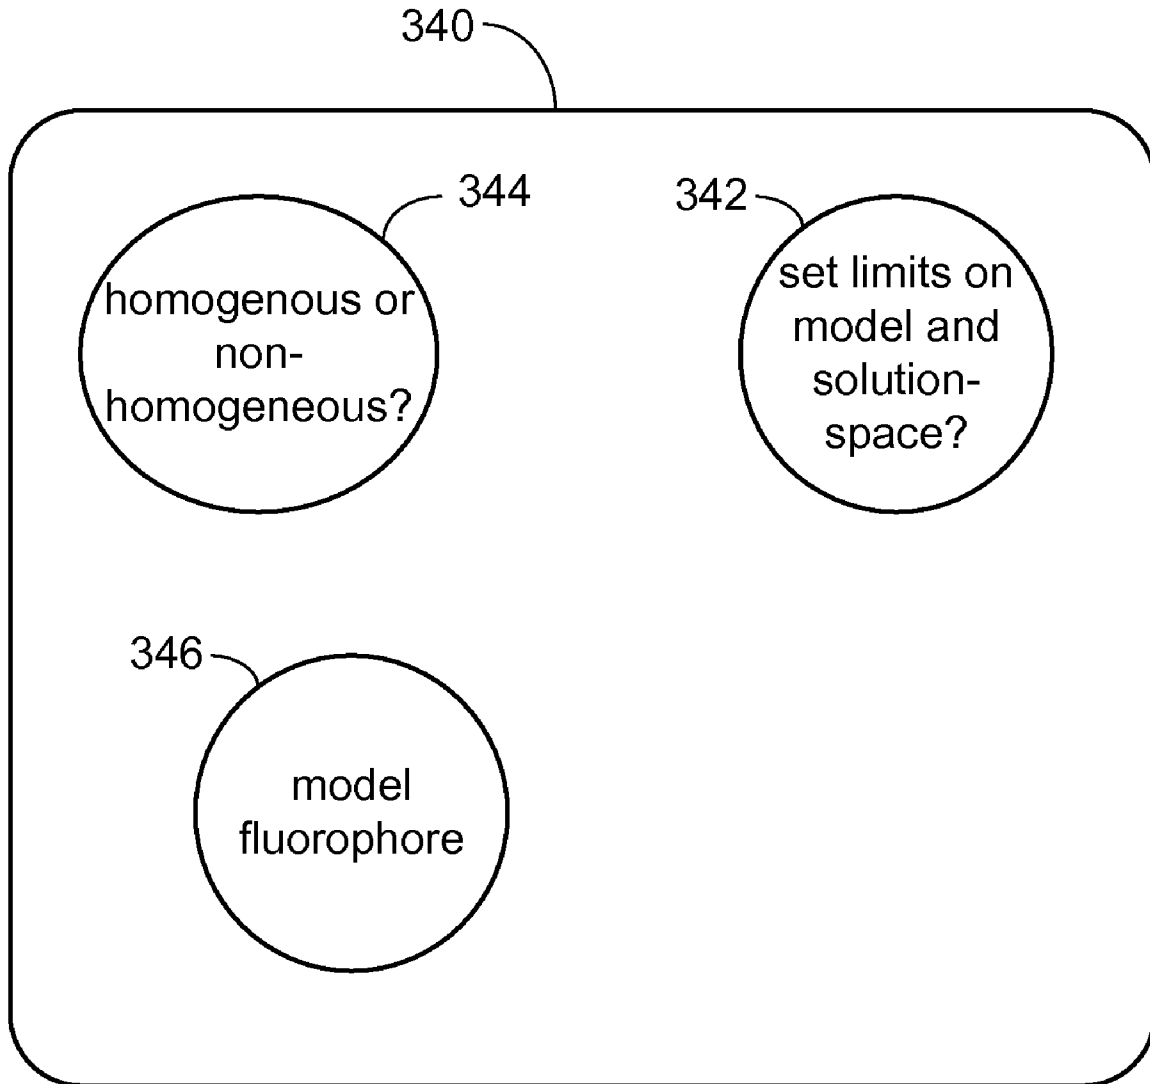 340
344
homogenous or
non-
homogeneous?
342
set limits on
model and
solution-
space?
346
model
fluorophore